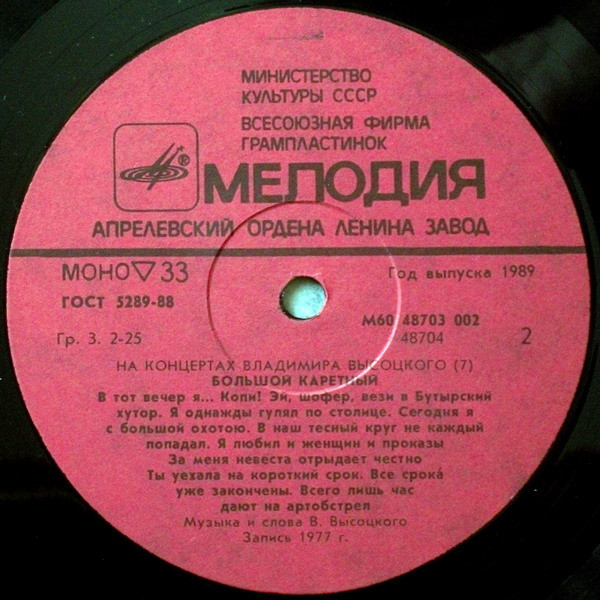 МИНИСТЕРСТВО
КУЛЬТУРЫ СССР
ВСЕСОЮЗНАЯ ФИРМА
ГРАМПЛАСТИНОК
МЕЛОДИЯ
АПРЕЛЕВСКИЙ ОРДЕНА ЛЕНИНА ЗАВОД
МОНО ▽ 33
Год выпуска 1989
ГОСТ 5289-88
М60 48703 002
Гр. 3. 2-25
48704
2
НА КОНЦЕРТАХ ВЛАДИМИРА ВЫСОЦКОГО (7)
БОЛЬШОЙ КАРЕТНЫЙ
В тот вечер я... Копи! Эй, шофер, вези в Бутырский
хутор. Я однажды гулял по столице. Сегодня я
с большой охотою. В наш тесный круг не каждый
попадал. Я любил и женщин и проказы
За меня невеста отрыдает честно
Ты уехала на короткий срок. Все срока́
уже закончены. Всего лишь час
дают на артобстрел
Музыка и слова В. Высоцкого
Запись 1977 г.